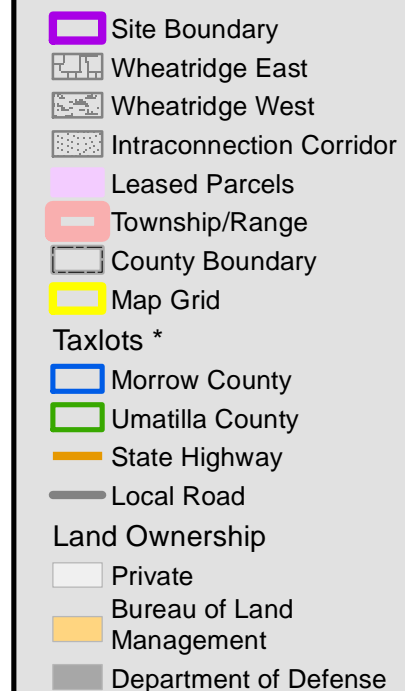 Site Boundary
Wheatridge East
Wheatridge West
Intraconnection Corridor
Leased Parcels
Township/Range
County Boundary
Map Grid
Taxlots *
Morrow County
Umatilla County
State Highway
Local Road
Land Ownership
Private
Bureau of Land
Management
Department of Defense